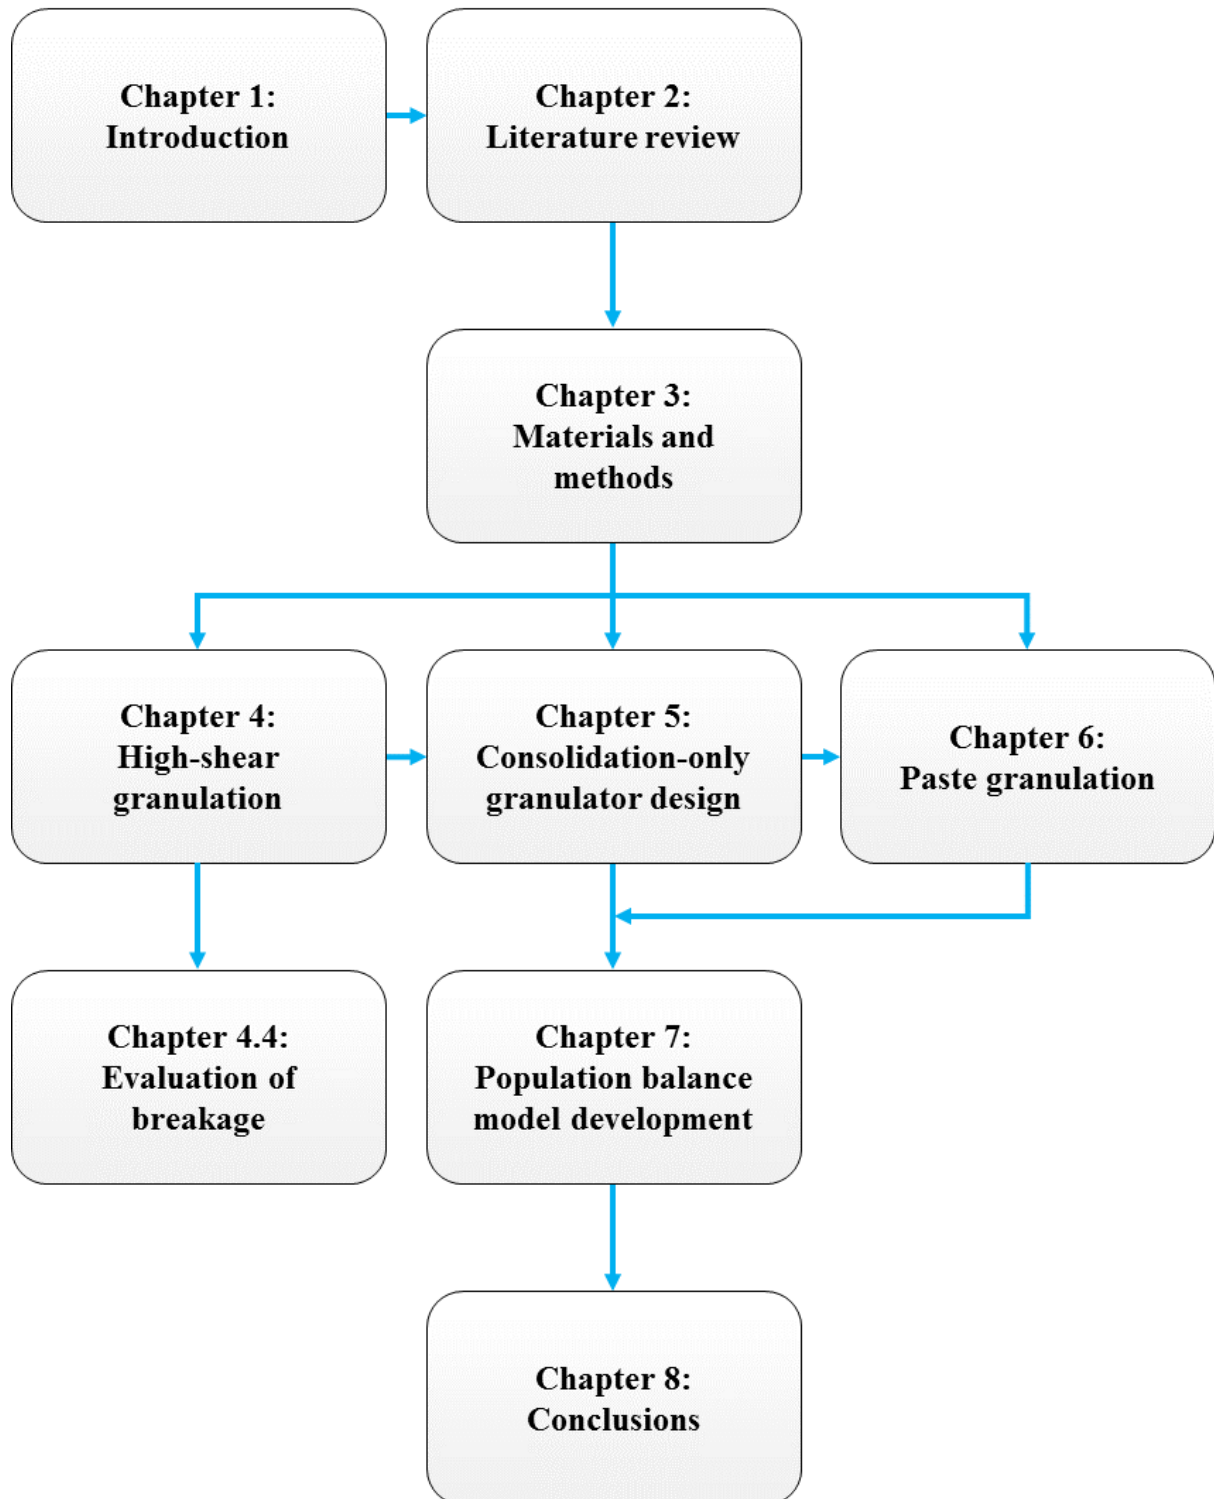 Chapter 1:
Introduction
Chapter 2:
Literature review
Chapter 3:
Materials and
methods
Chapter 4:
High-shear
granulation
Chapter 5:
Consolidation-only
granulator design
Chapter 6:
Paste granulation
Chapter 4.4:
Evaluation of
breakage
Chapter 7:
Population balance
model development
Chapter 8:
Conclusions